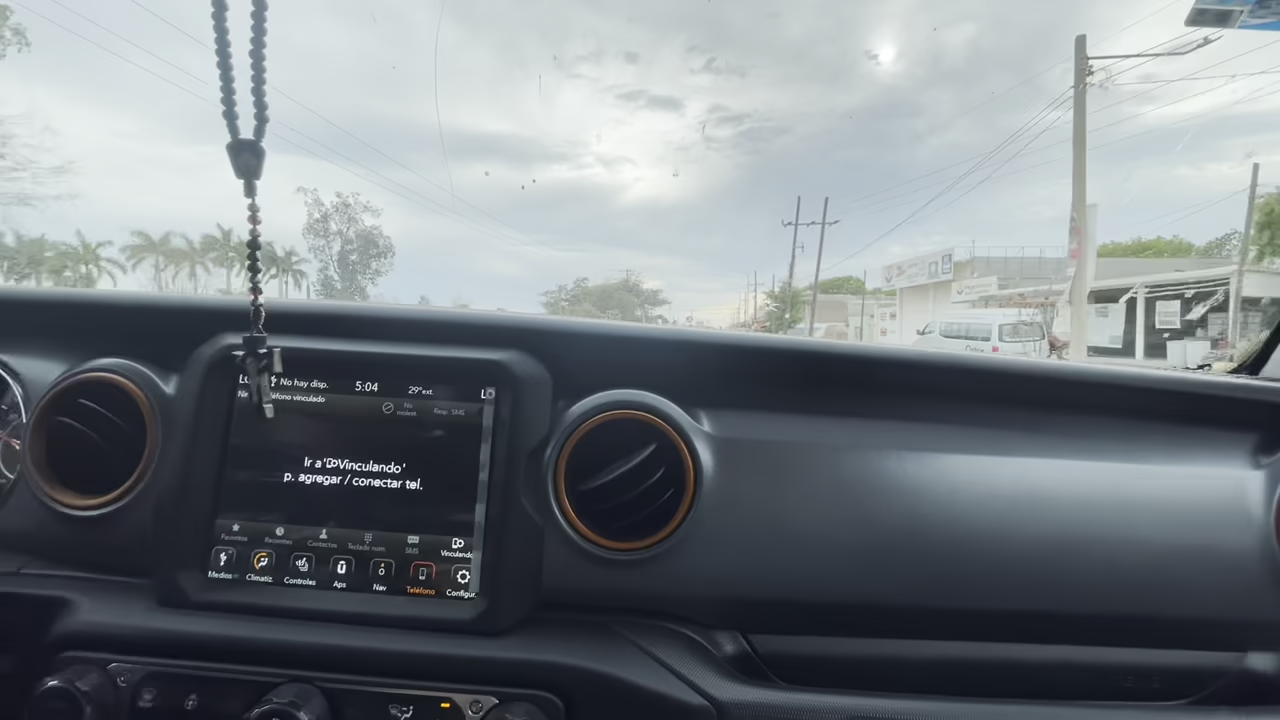 No hay disp. 5:04 29°ext.
éfono vinculado
No molest. Resp. SMS
Ir a 'Vinculando'
p. agregar / conectar tel.
Favoritos Recientes Contactos Teclado num. SMS Vinculando
Medios Climatiz. Controles Aps Nav Teléfono Configur.